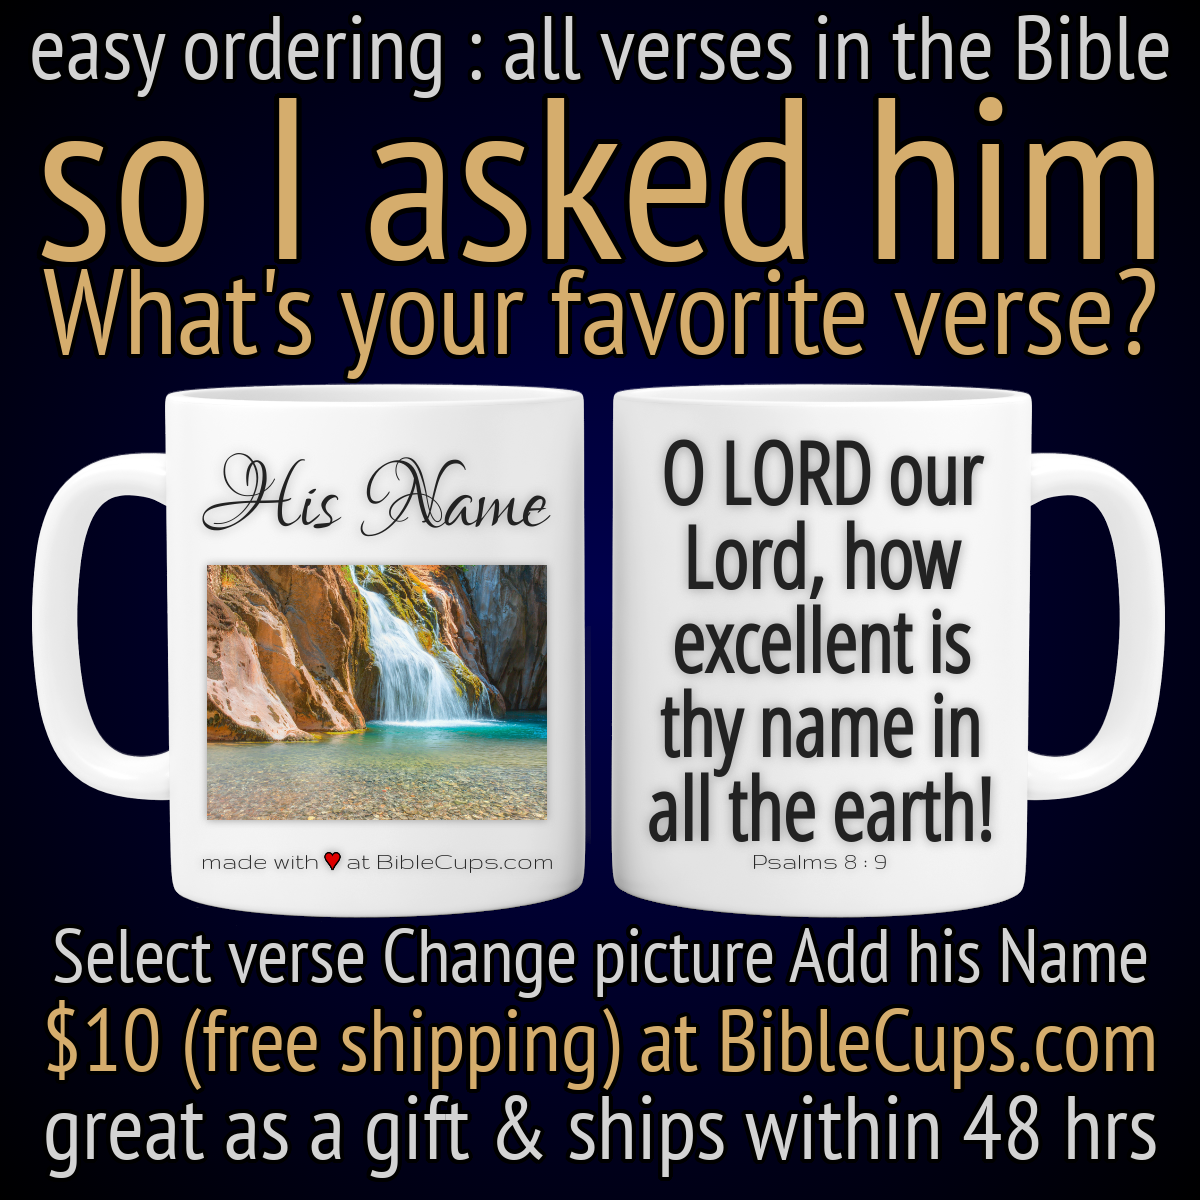 easy ordering : all verses in the Bible
so I asked him
What's your favorite verse?
His Name
made with ❤ at BibleCups.com
O LORD our
Lord, how
excellent is
thy name in
all the earth!
Psalms 8 : 9
Select verse Change picture Add his Name
$10 (free shipping) at BibleCups.com
great as a gift & ships within 48 hrs